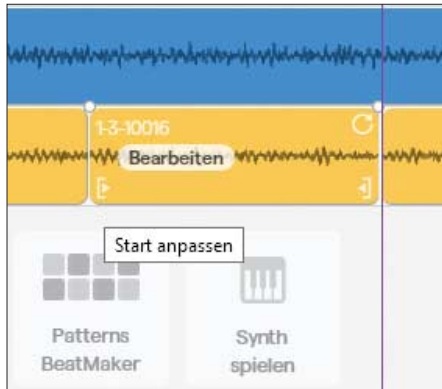 1-3-10016
Bearbeiten
Start anpassen
Patterns
BeatMaker
Synth
spielen